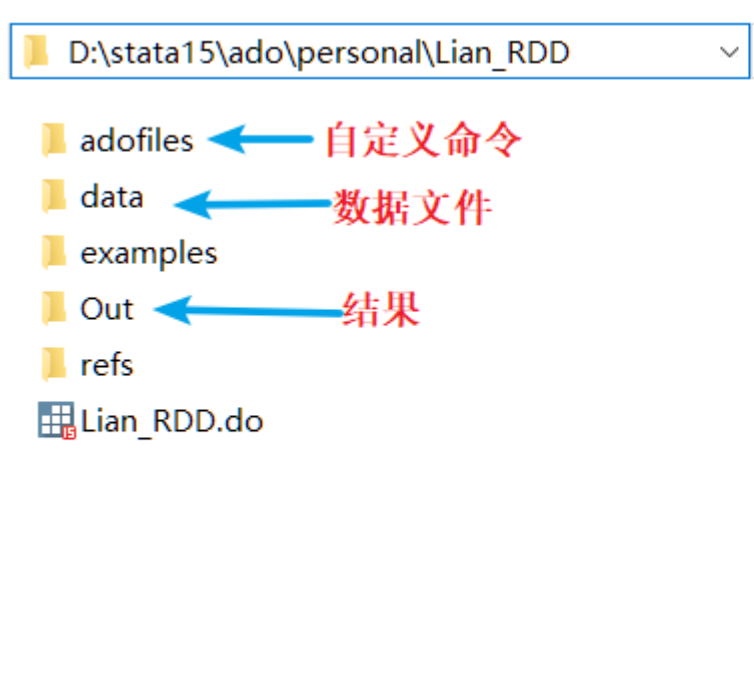 D:\stata15\ado\personal\Lian_RDD
adofiles 自定义命令
data 数据文件
examples
Out 结果
refs
15 Lian_RDD.do